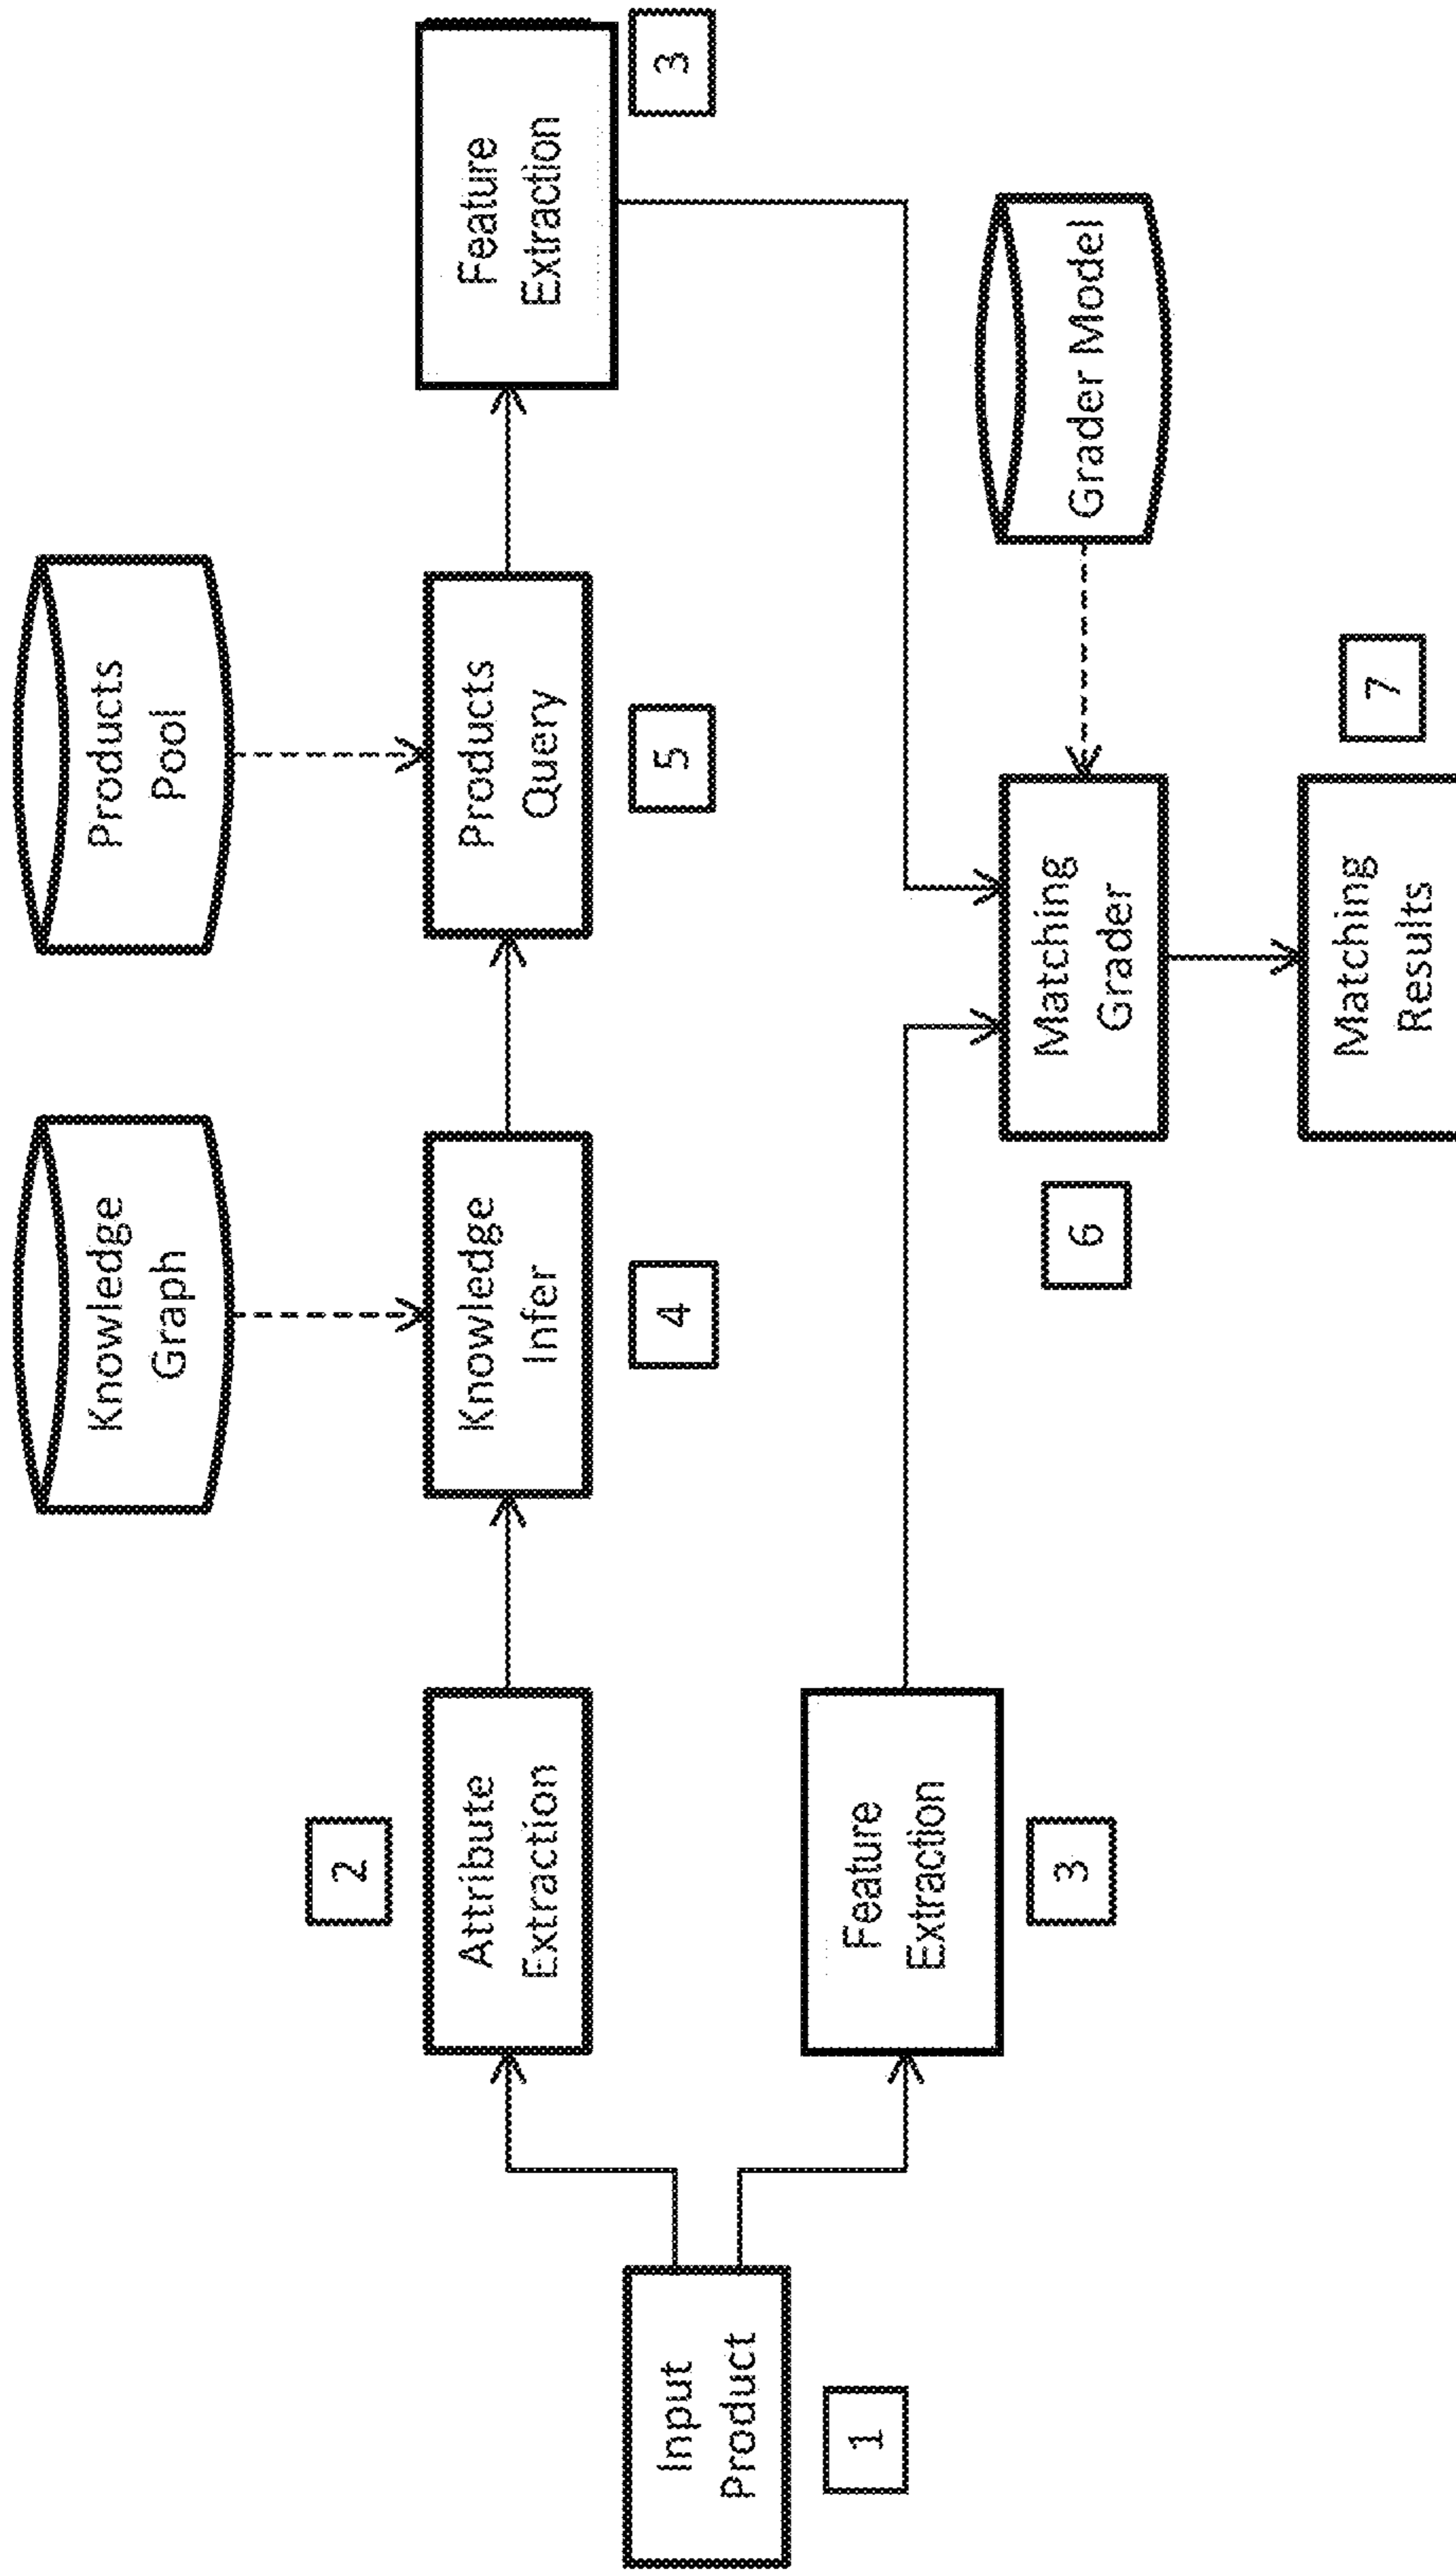 Knowledge
Graph
Products
Pool
2
Attribute
Extraction
Knowledge
Infer
4
Products
Query
5
Feature
Extraction
3
Input
Product
1
Feature
Extraction
3
Matching
Grader
6
Grader Model
Matching
Results
7